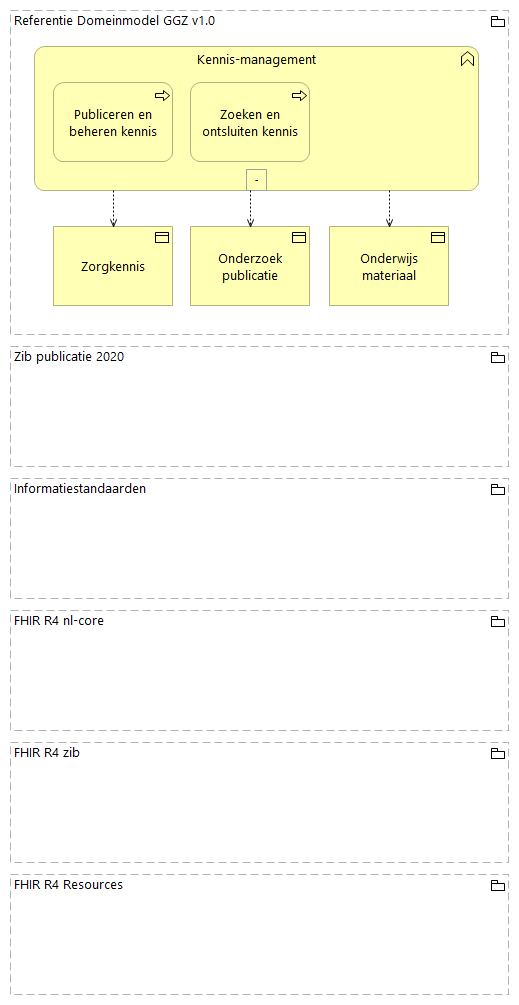 Referentie Domeinmodel GGZ v1.0
Kennis-management
Publiceren en
beheren kennis
Zoeken en
ontsluiten kennis
-
Zorgkennis
Onderzoek
publicatie
Onderwijs
materiaal
Zib publicatie 2020
Informatiestandaarden
FHIR R4 nl-core
FHIR R4 zib
FHIR R4 Resources